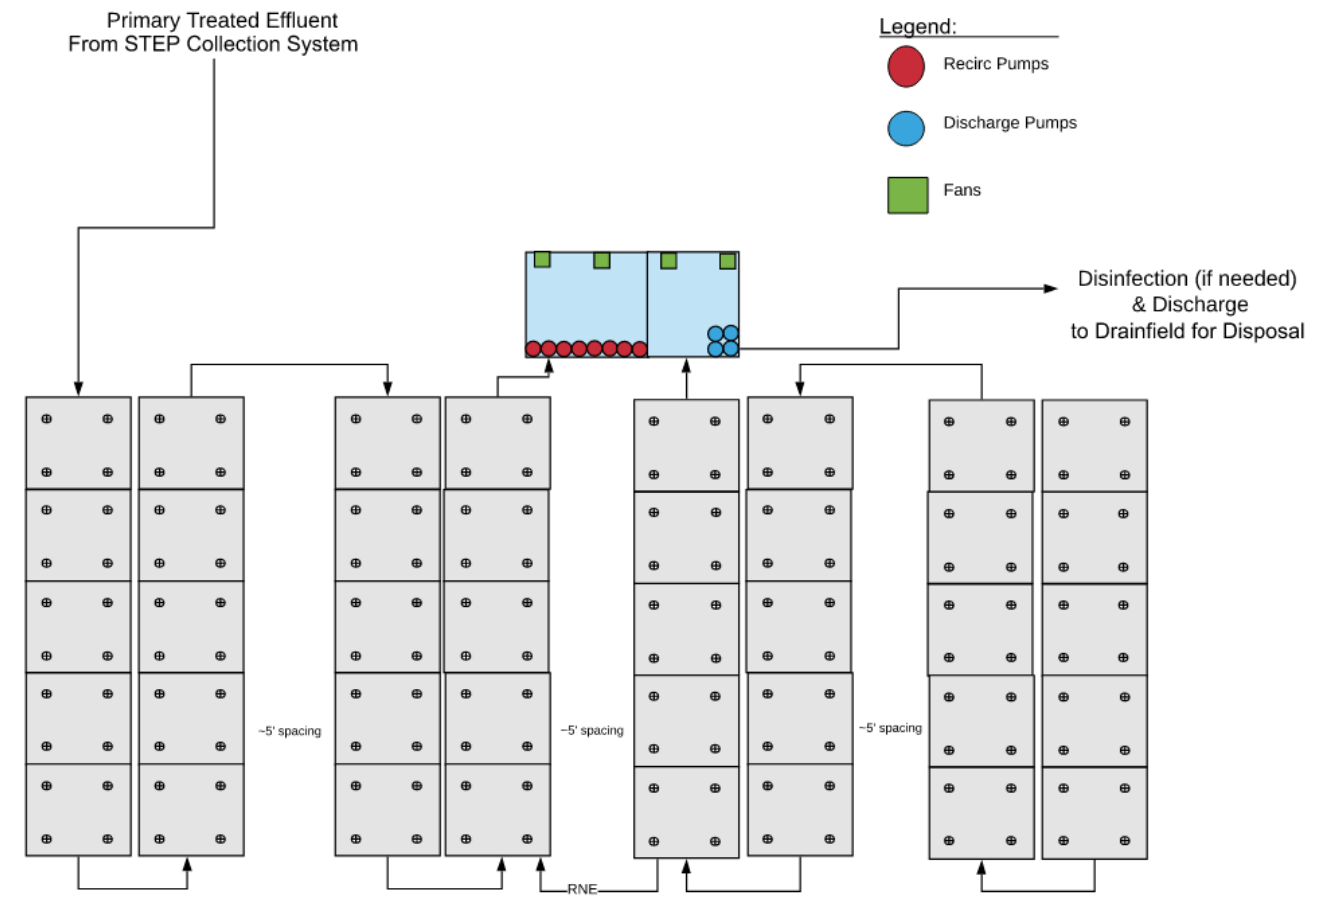 Primary Treated Effluent
From STEP Collection System
Legend:
Recirc Pumps
Discharge Pumps
Fans
Disinfection (if needed)
& Discharge
to Drainfield for Disposal
~5' spacing
~5' spacing
~5' spacing
RNE